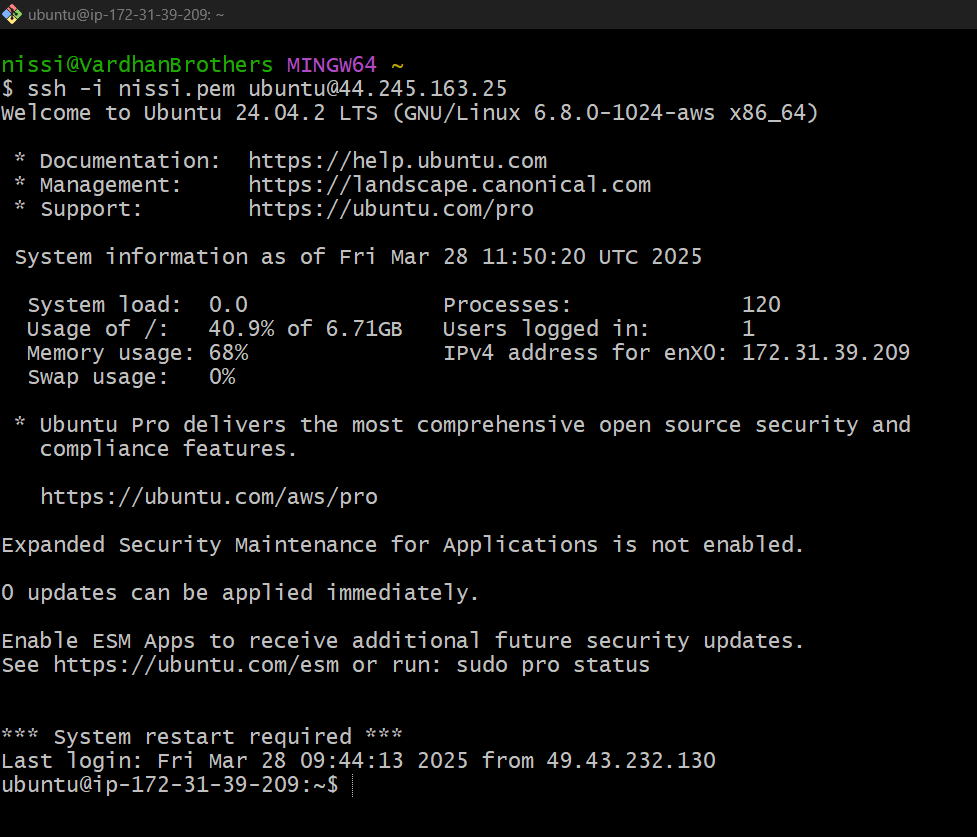 ubuntu@ip-172-31-39-209: ~
nissi@VardhanBrothers MINGW64 ~
$ ssh -i nissi.pem ubuntu@44.245.163.25
Welcome to Ubuntu 24.04.2 LTS (GNU/Linux 6.8.0-1024-aws x86_64)
* Documentation: https://help.ubuntu.com
* Management: https://landscape.canonical.com
* Support: https://ubuntu.com/pro
System information as of Fri Mar 28 11:50:20 UTC 2025
System load: 0.0 Processes: 120
Usage of /: 40.9% of 6.71GB Users logged in: 1
Memory usage: 68% IPv4 address for enX0: 172.31.39.209
Swap usage: 0%
* Ubuntu Pro delivers the most comprehensive open source security and
compliance features.
https://ubuntu.com/aws/pro
Expanded Security Maintenance for Applications is not enabled.
0 updates can be applied immediately.
Enable ESM Apps to receive additional future security updates.
See https://ubuntu.com/esm or run: sudo pro status
*** System restart required ***
Last login: Fri Mar 28 09:44:13 2025 from 49.43.232.130
ubuntu@ip-172-31-39-209:~$